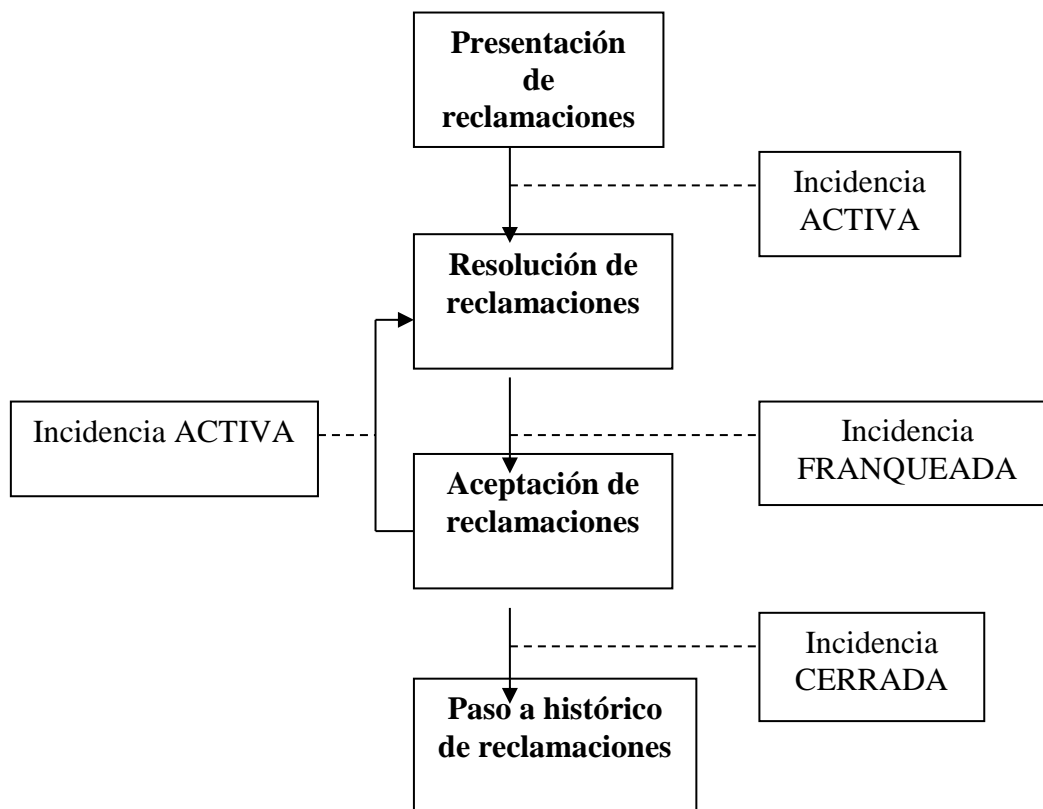 Presentación
de
reclamaciones
Incidencia
ACTIVA
Resolución de
reclamaciones
Incidencia ACTIVA
Incidencia
FRANQUEADA
Aceptación de
reclamaciones
Incidencia
CERRADA
Paso a histórico
de reclamaciones